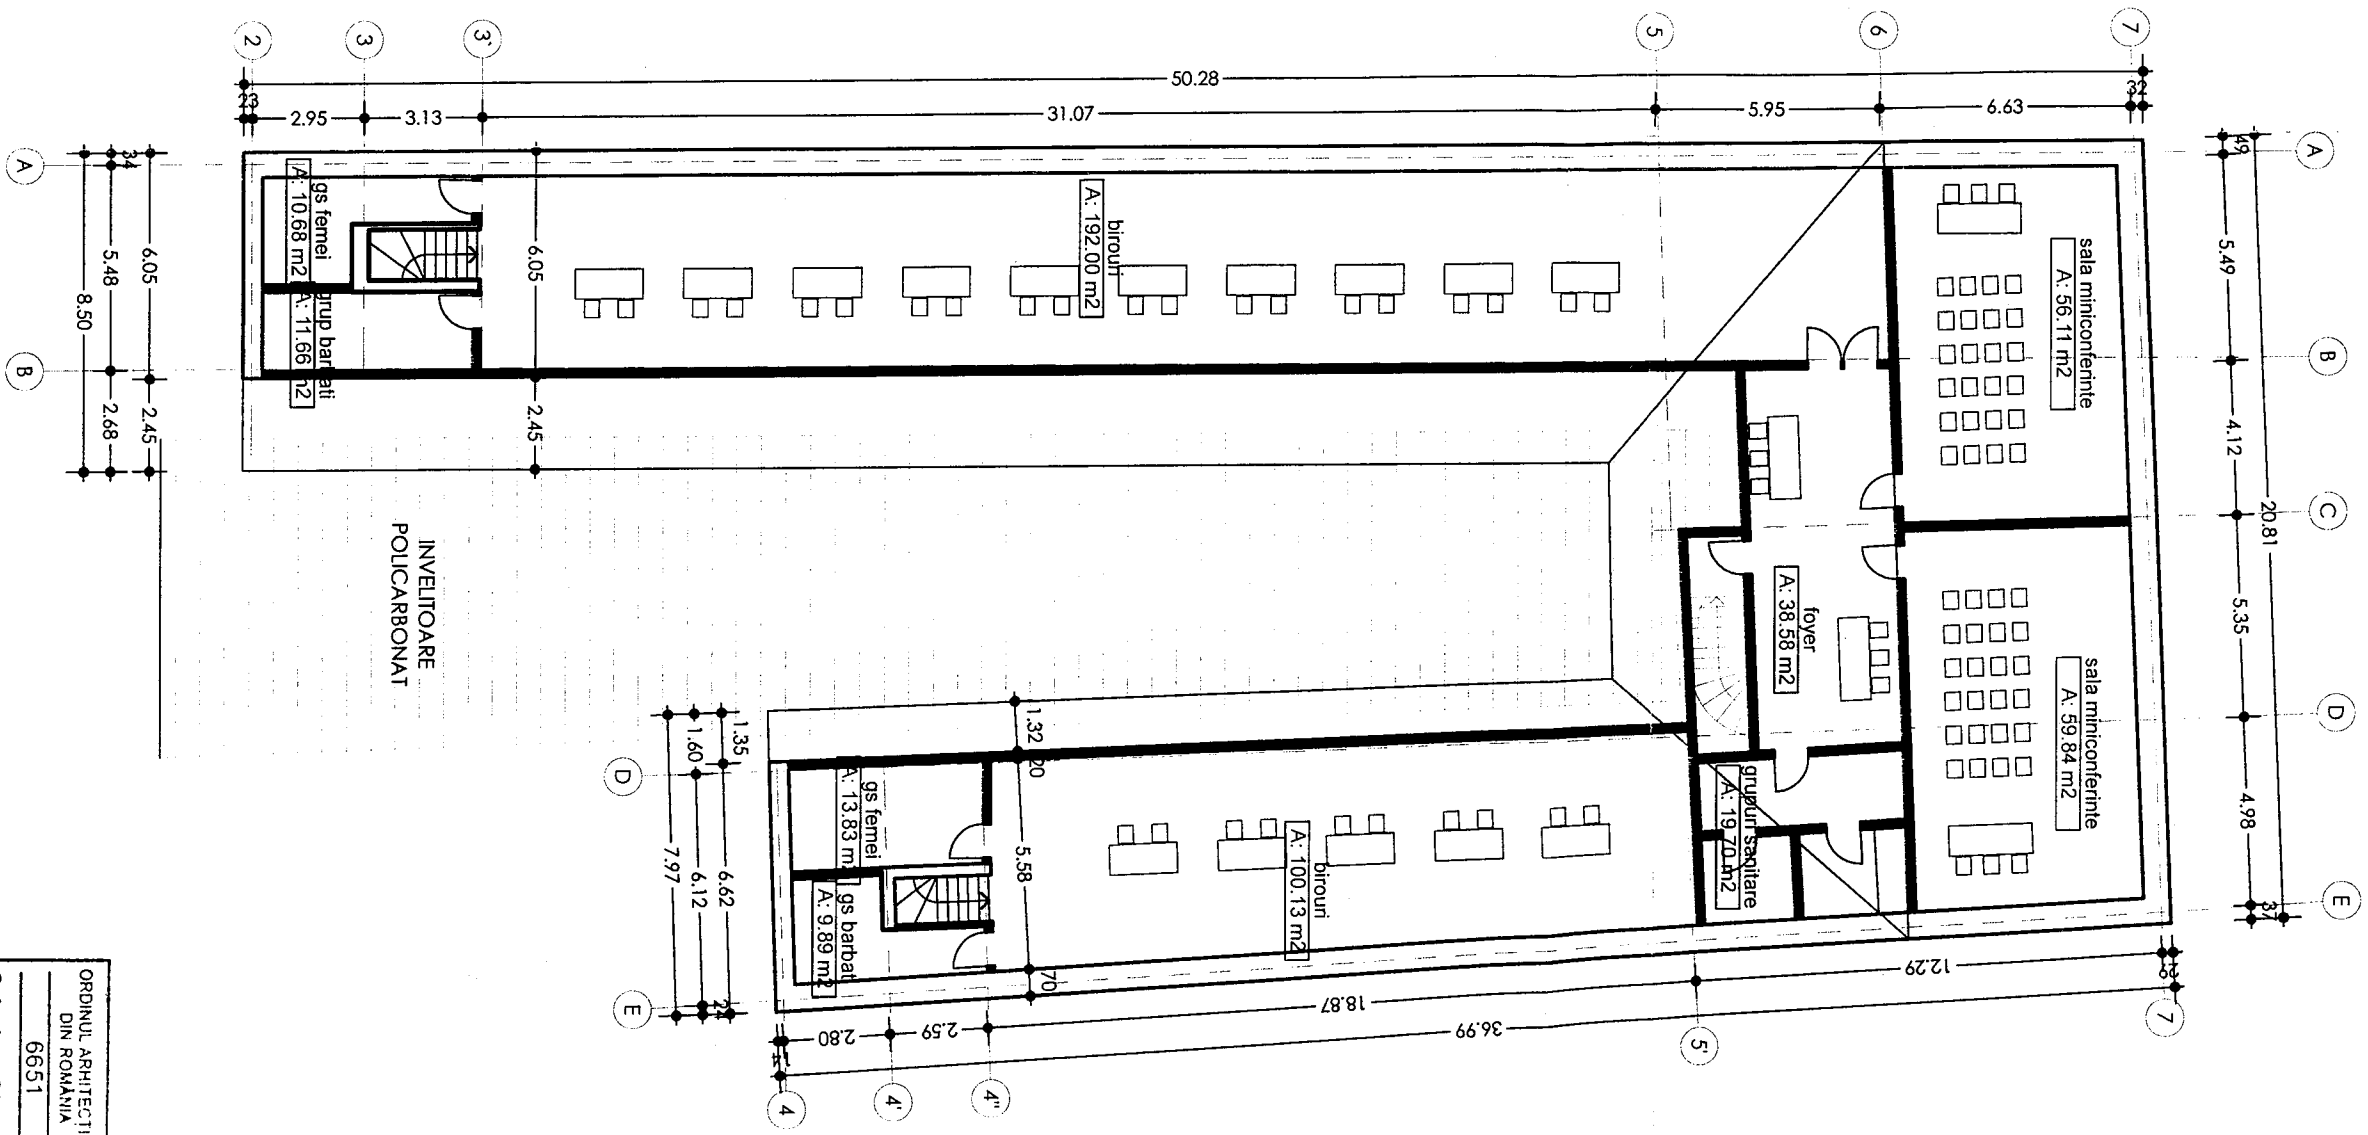 2
3
3'
5
6
7
50.28
23
2.95
3.13
31.07
5.95
6.63
32
A
34
A
49
6.05
5.48
8.50
B
2.68
2.45
6.05
2.45
gs femei
A: 10.68 m2
grup barbati
A: 11.66 m2
birouri
A: 192.00 m2
sala miniconferinte
A: 56.11 m2
5.49
B
4.12
C
20.81
5.35
D
4.98
37
E
foyer
A: 38.58 m2
sala miniconferinte
A: 59.84 m2
INVELITOARE
POLICARBONAT
1.35
1.60
D
6.62
6.12
7.97
E
1.32
20
5.58
70
gs femei
A: 13.83 m2
gs barbati
A: 9.89 m2
birouri
A: 100.13 m2
grupuri sanitare
A: 19.70 m2
2.80
2.59
18.87
12.29
36.99
4
4'
4"
5'
7
ORDINUL ARHITECȚI
DIN ROMÂNIA
6651